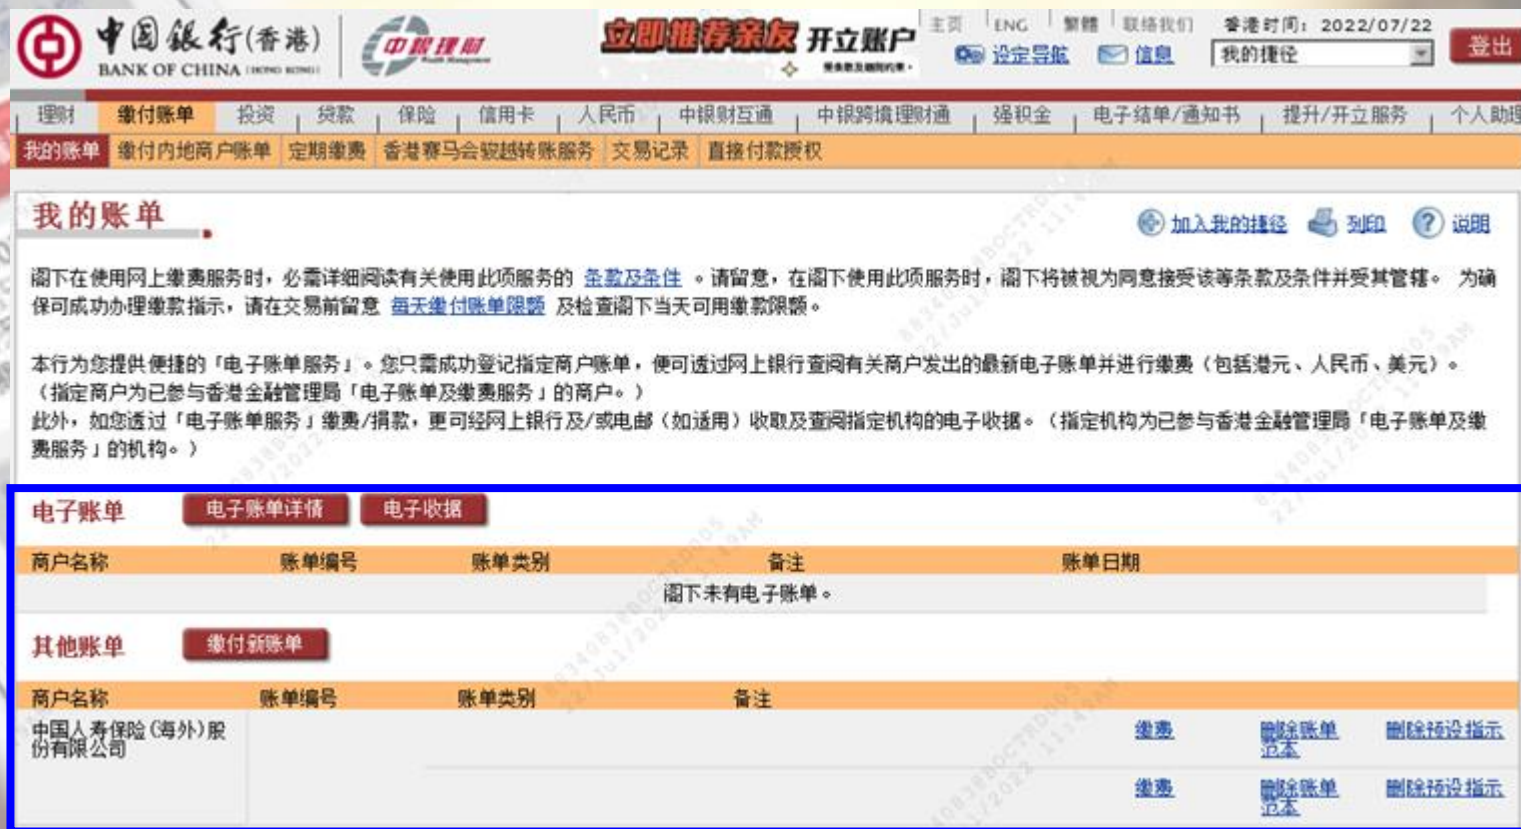 中国银行(香港)
BANK OF CHINA (HONG KONG)
中银理财
Wealth Management
立即推荐亲友 开立账户
主页 ENG 繁體 联络我们 香港时间: 2022/07/22
设定导航 信息 我的捷径 登出
理财 缴付账单 投资 贷款 保险 信用卡 人民币 中银财互通 中银跨境理财通 强积金 电子结单/通知书 提升/开立服务 个人助理
我的账单 缴付内地商户账单 定期缴费 香港赛马会骏越转账服务 交易记录 直接付款授权
我的账单
加入我的捷径 列印 说明
阁下在使用网上缴费服务时，必需详细阅读有关使用此项服务的 条款及条件 。请留意，在阁下使用此项服务时，阁下将被视为同意接受该等条款及条件并受其管辖。 为确
保可成功办理缴款指示，请在交易前留意 每天缴付账单限额 及检查阁下当天可用缴款限额。
本行为您提供便捷的「电子账单服务」。您只需成功登记指定商户账单，便可透过网上银行查阅有关商户发出的最新电子账单并进行缴费（包括港元、人民币、美元）。
（指定商户为已参与香港金融管理局「电子账单及缴费服务」的商户。）
此外，如您透过「电子账单服务」缴费/捐款，更可经网上银行及/或电邮（如适用）收取及查阅指定机构的电子收据。（指定机构为已参与香港金融管理局「电子账单及缴
费服务」的机构。）
电子账单 电子账单详情 电子收据
商户名称 账单编号 账单类别 备注 账单日期
阁下未有电子账单。
其他账单 缴付新账单
商户名称 账单编号 账单类别 备注
中国人寿保险(海外)股
份有限公司
缴费 删除账单
范本 删除预设指示
缴费 删除账单
范本 删除预设指示